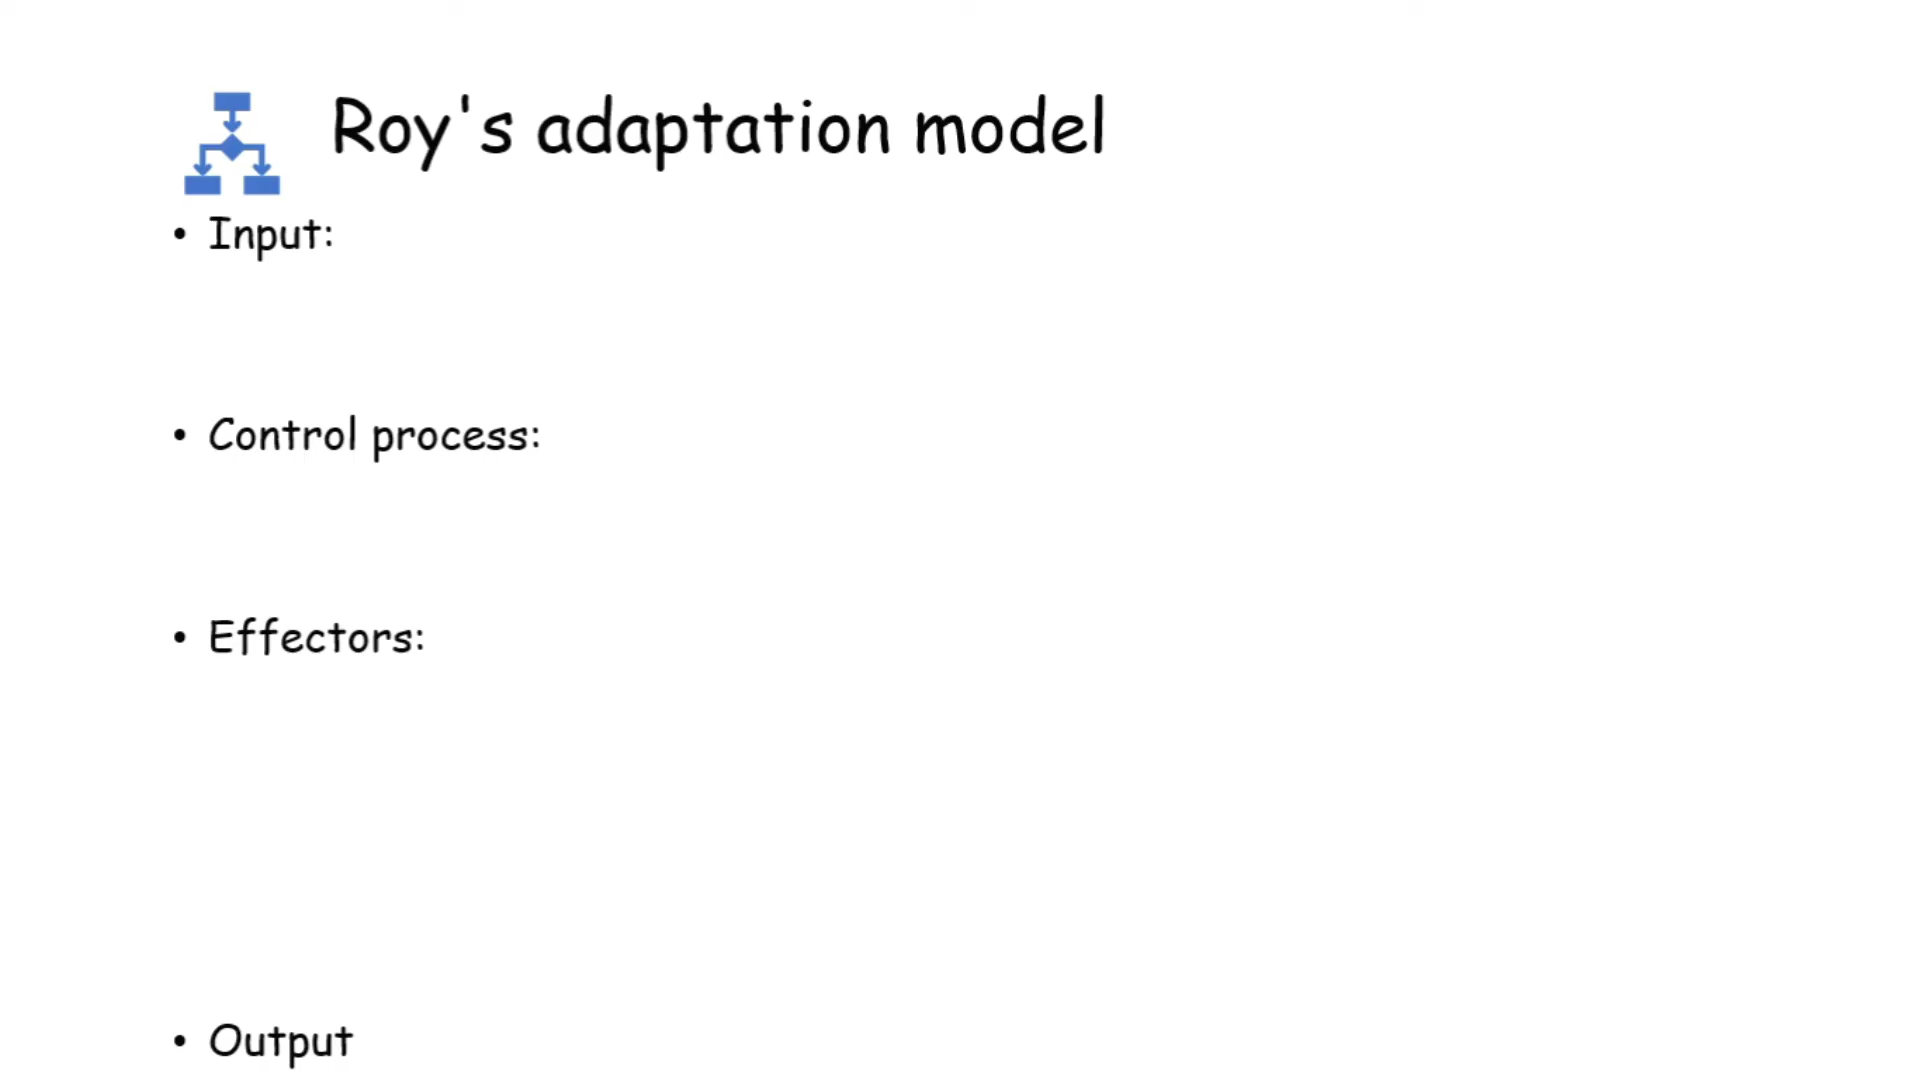 Roy's adaptation model
• Input:
• Control process:
• Effectors:
• Output